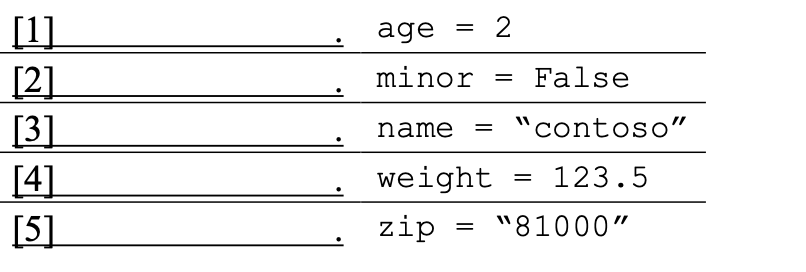 [1] . age = 2
[2] . minor = False
[3] . name = “contoso”
[4] . weight = 123.5
[5] . zip = “81000”